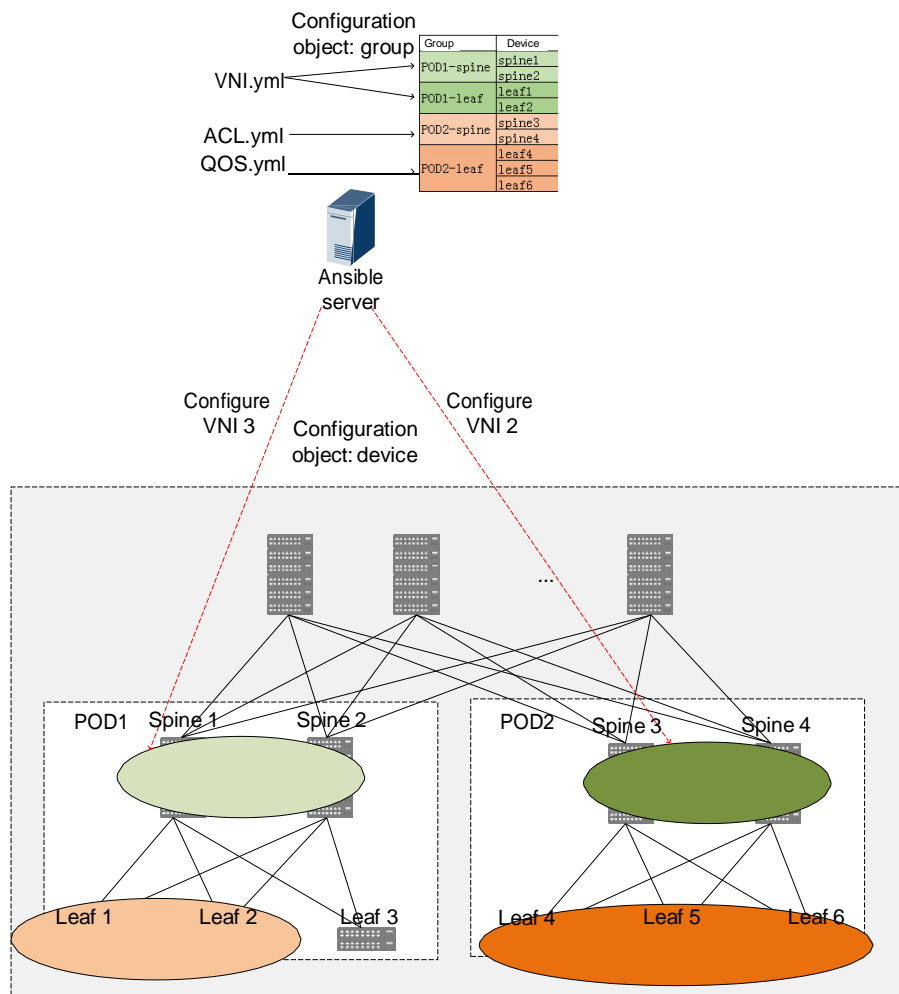 Configuration
object: group
Group Device
VNI.yml
POD1-spine
spine1
spine2
POD1-leaf
leaf1
leaf2
ACL.yml
POD2-spine
spine3
spine4
QOS.yml
POD2-leaf
leaf4
leaf5
leaf6
Ansible
server
Configure
VNI 3
Configure
VNI 2
Configuration
object: device
...
POD1
Spine 1
Spine 2
POD2
Spine 3
Spine 4
Leaf 1
Leaf 2
Leaf 3
Leaf 4
Leaf 5
Leaf 6